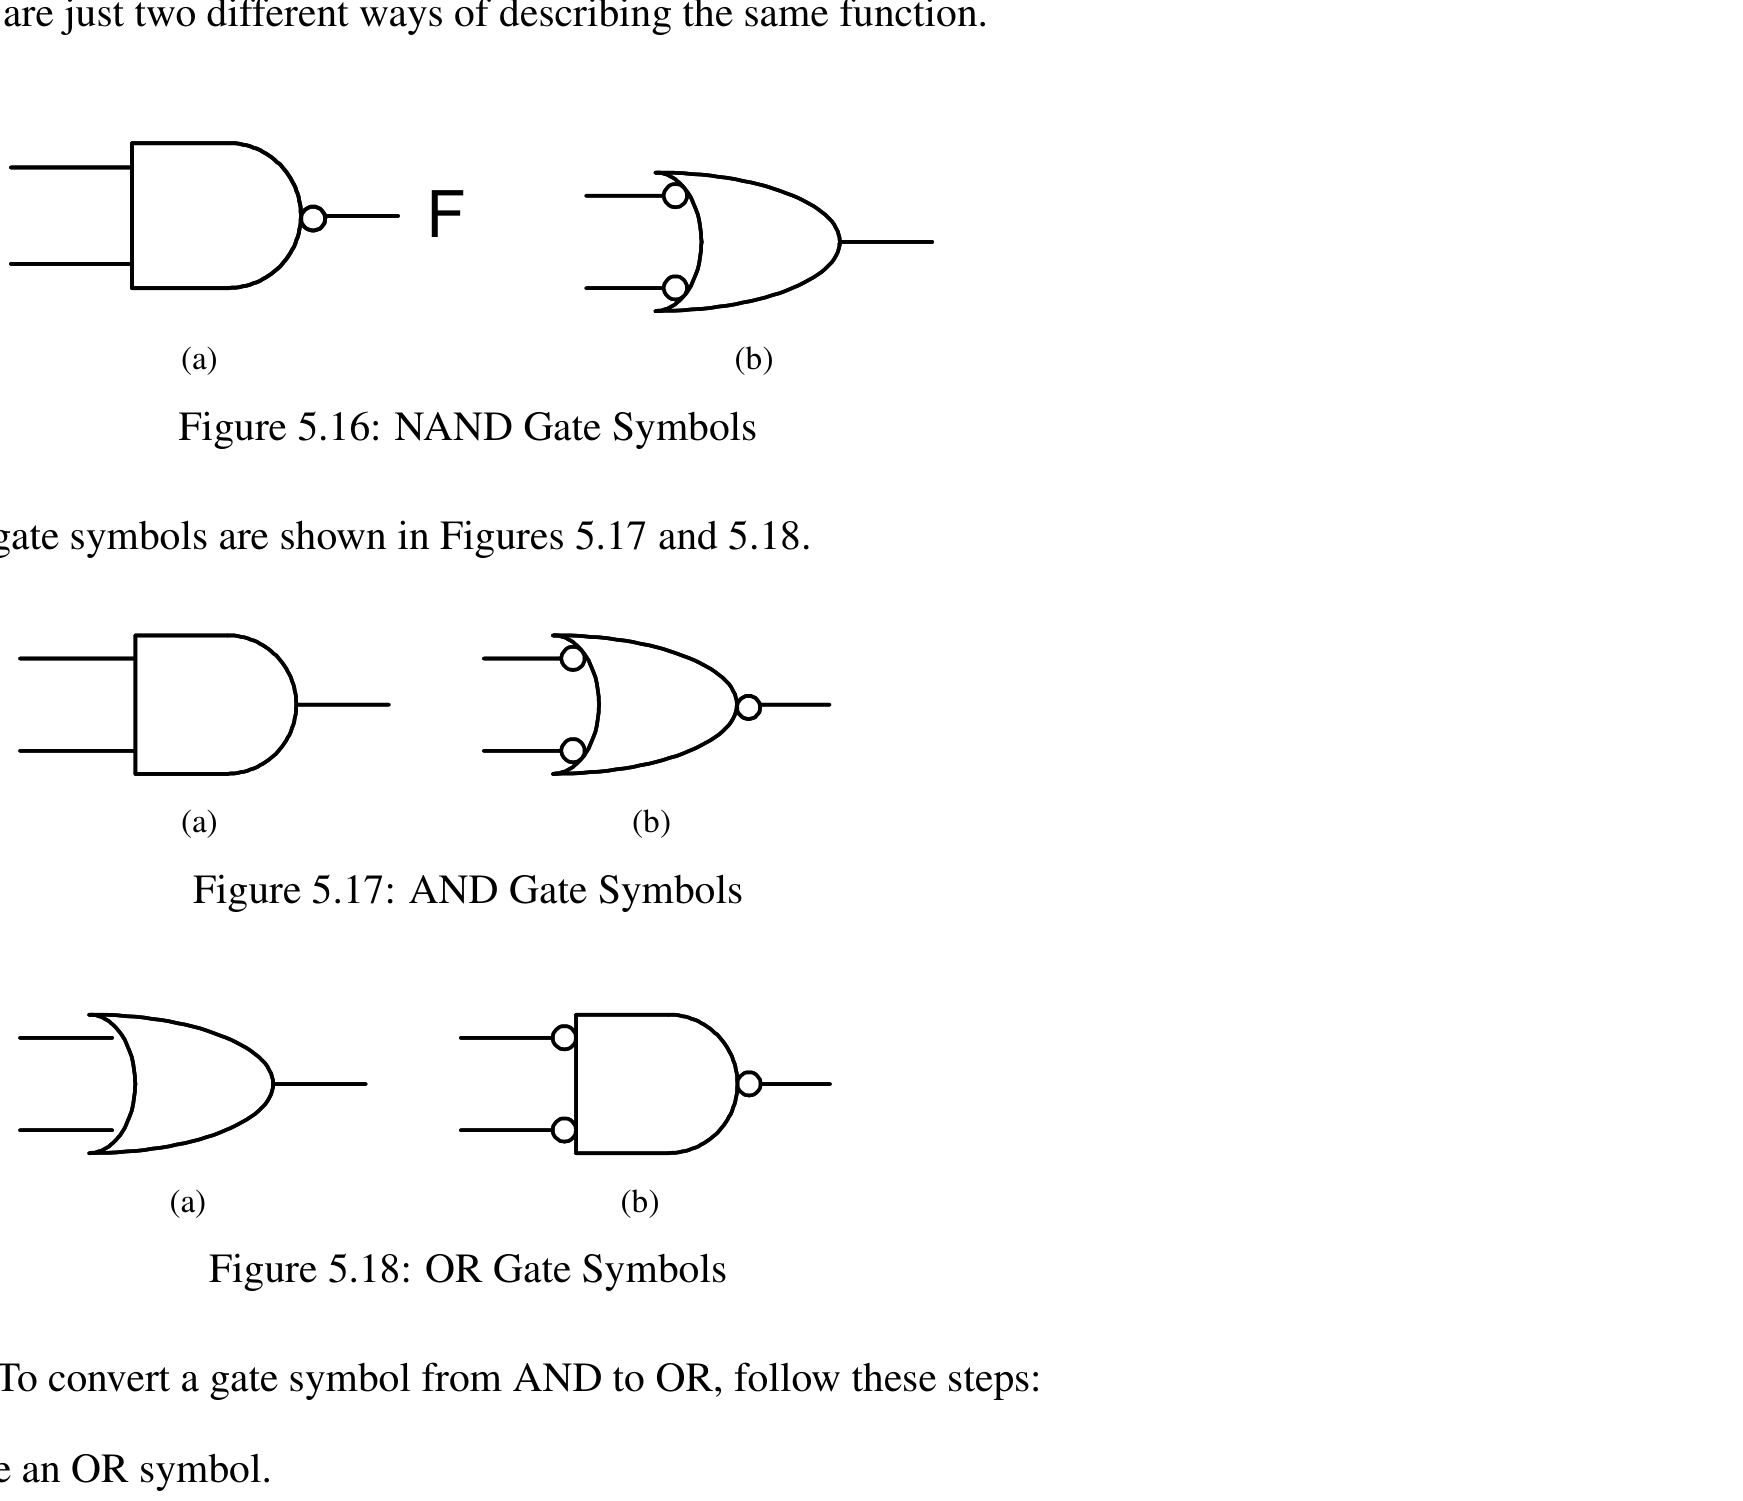 are just two different ways of describing the same function.
F
(a) (b)
Figure 5.16: NAND Gate Symbols
gate symbols are shown in Figures 5.17 and 5.18.
(a) (b)
Figure 5.17: AND Gate Symbols
(a) (b)
Figure 5.18: OR Gate Symbols
To convert a gate symbol from AND to OR, follow these steps:
e an OR symbol.